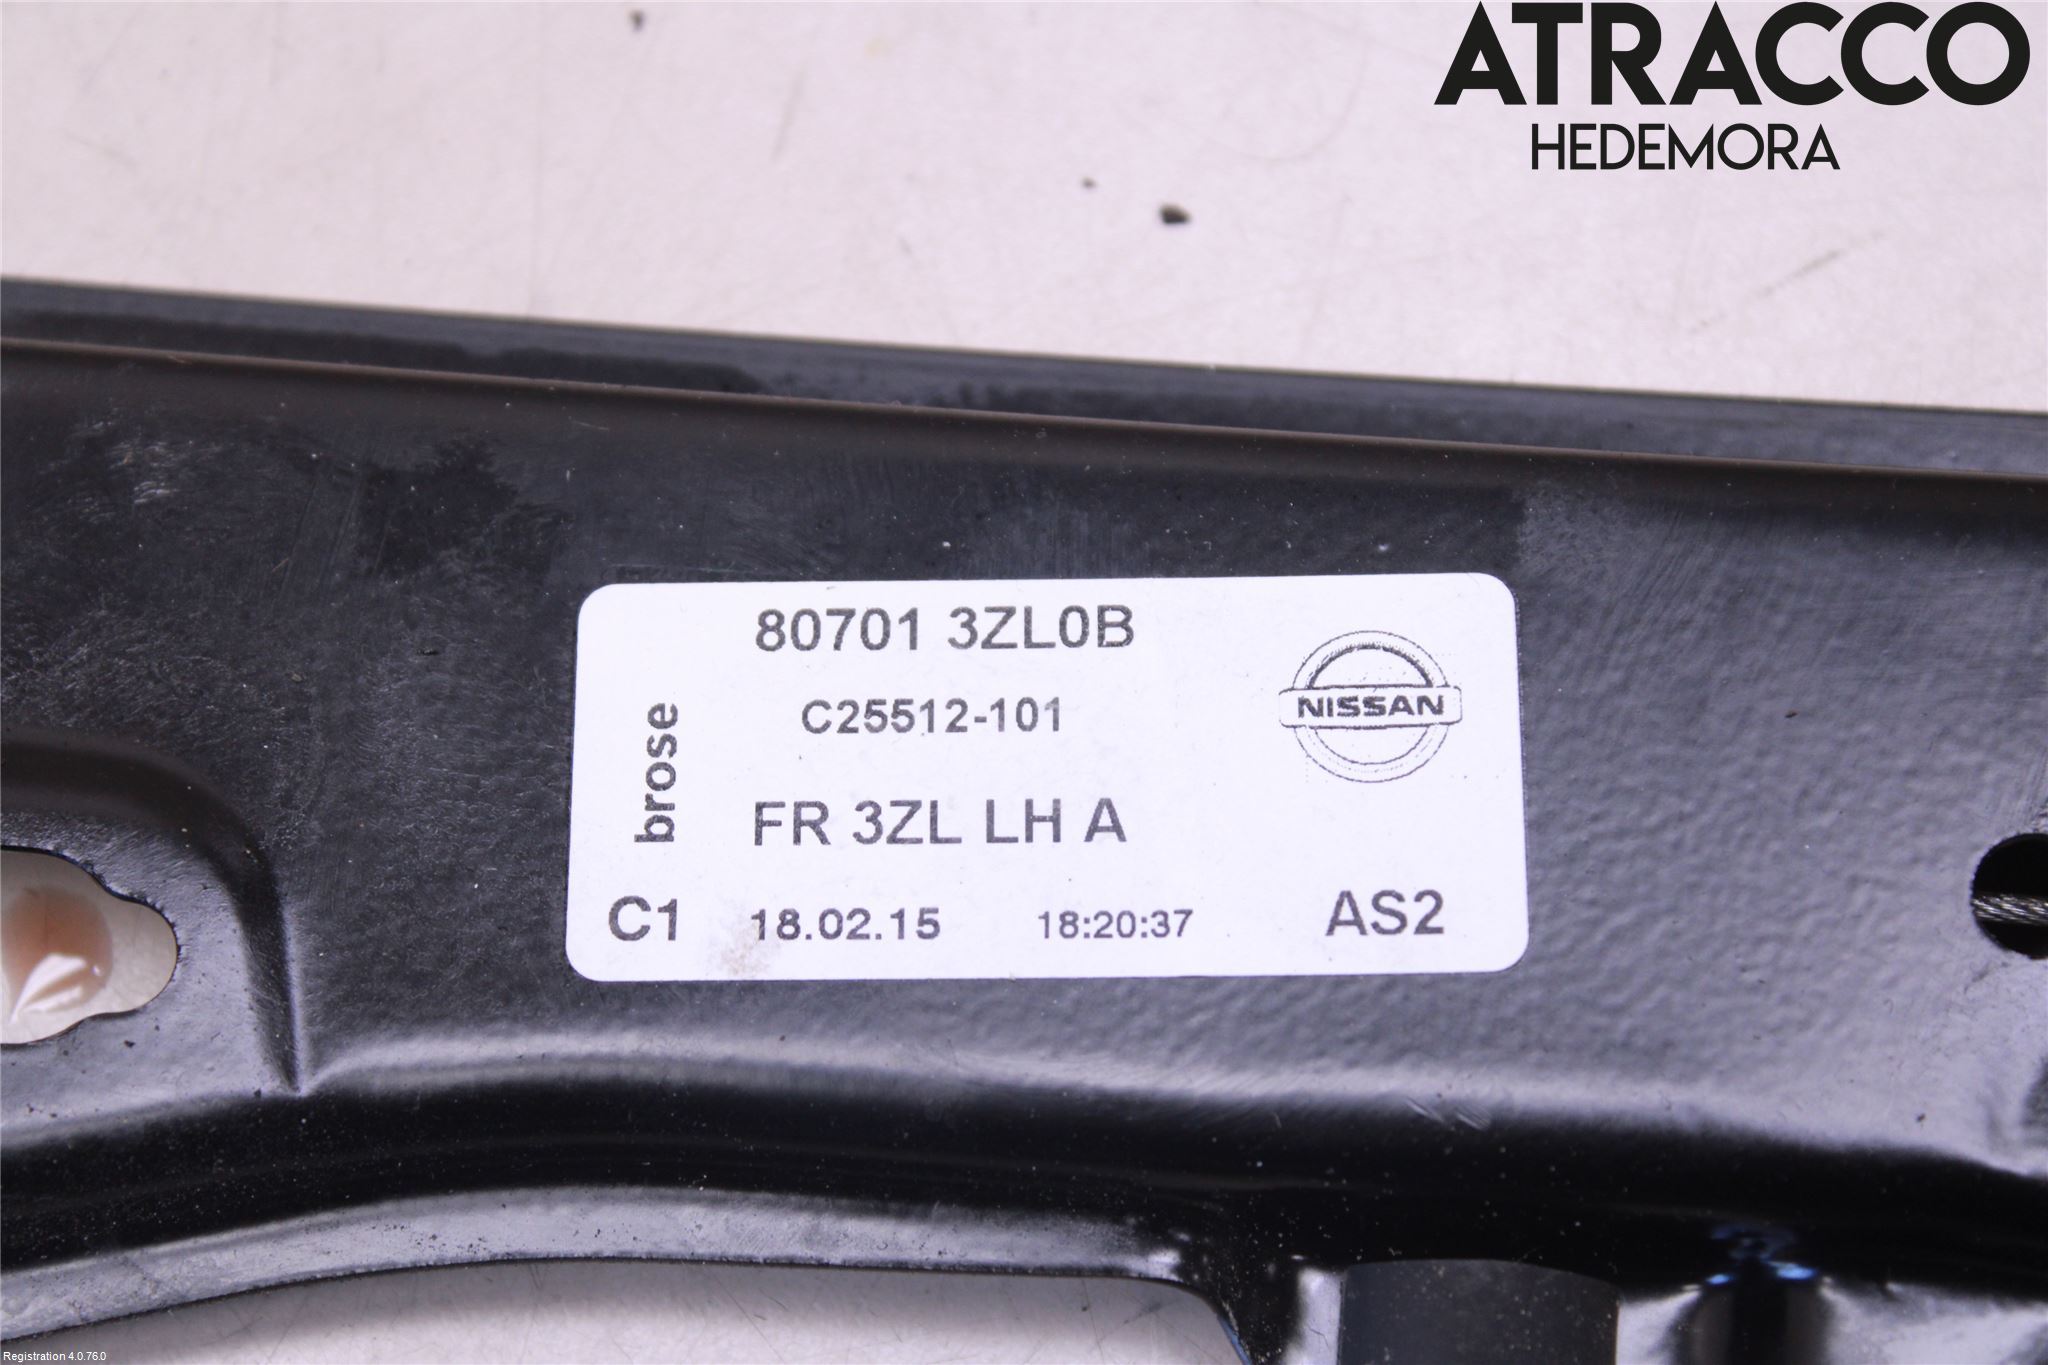 ATRACCO
HEDEMORA
80701 3ZL0B
C25512-101
NISSAN
brose
FR 3ZL LH A
C1 18.02.15 18:20:37 AS2
Registration 4.0.76.0